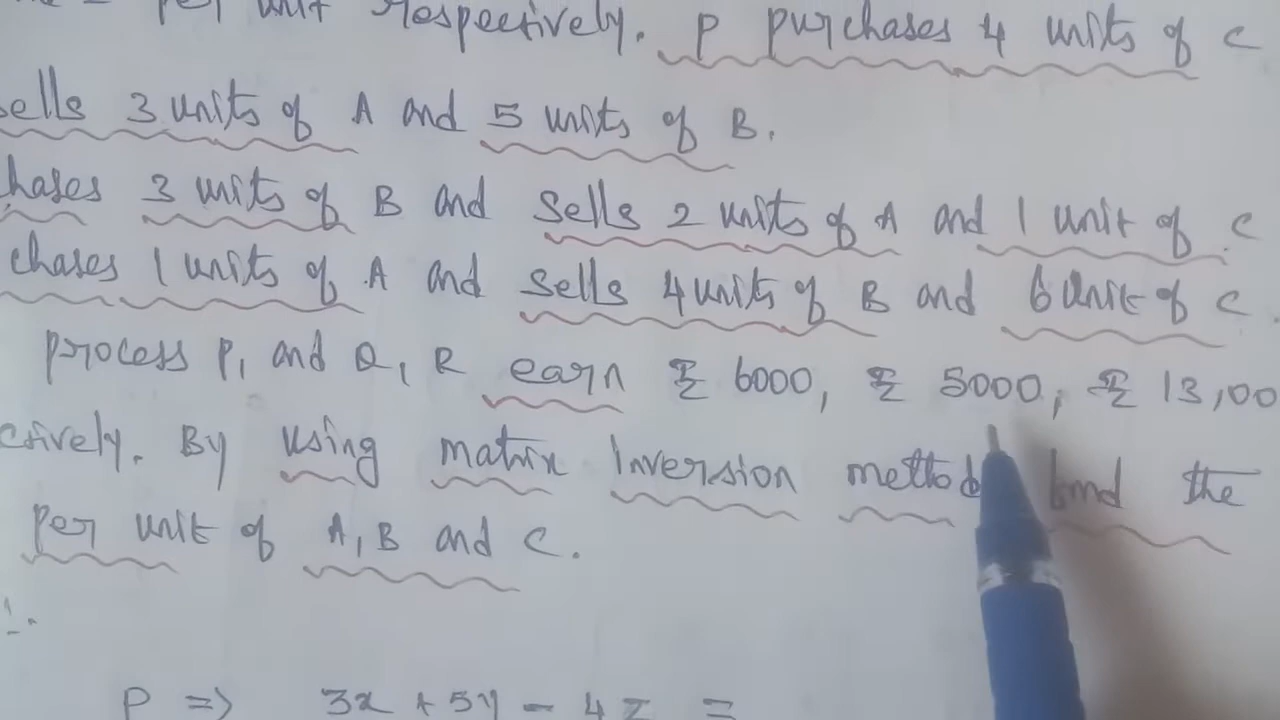 per unit respectively. P purchases 4 units of C
sells 3 units of A and 5 units of B.
hases 3 units of B and sells 2 units of A and 1 unit of C
chases 1 units of A and sells 4 units of B and 6 unit of C.
process P, and Q, R earn ₹ 6000, ₹ 5000, ₹ 13,00
ctively. By using matrix inversion method find the
per unit of A, B and C.
P => 3x + 5y - 4z =